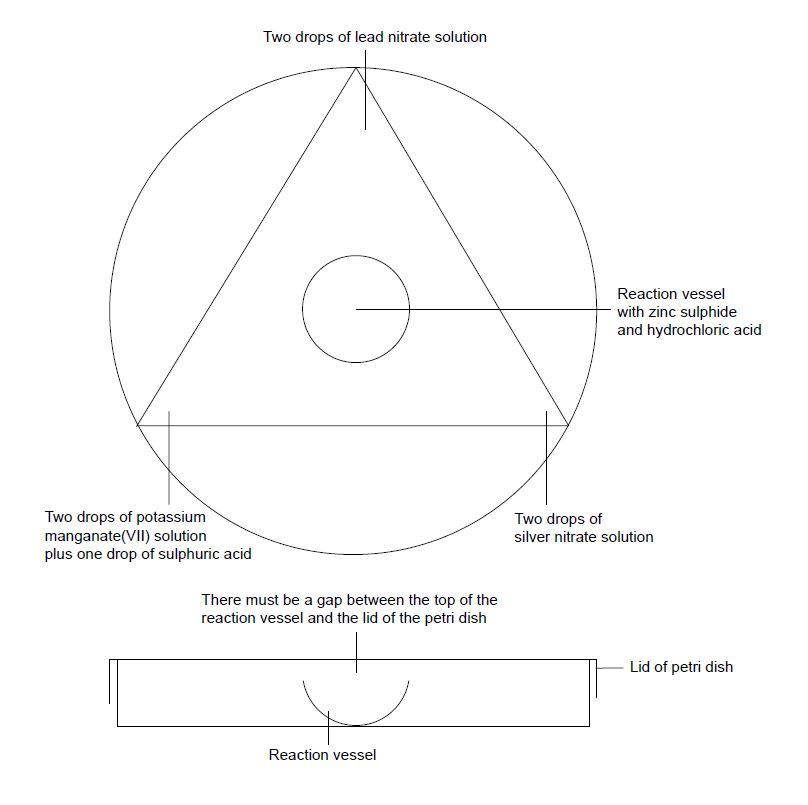 Two drops of lead nitrate solution
Reaction vessel
with zinc sulphide
and hydrochloric acid
Two drops of potassium
manganate(VII) solution
plus one drop of sulphuric acid
Two drops of
silver nitrate solution
There must be a gap between the top of the
reaction vessel and the lid of the petri dish
Lid of petri dish
Reaction vessel